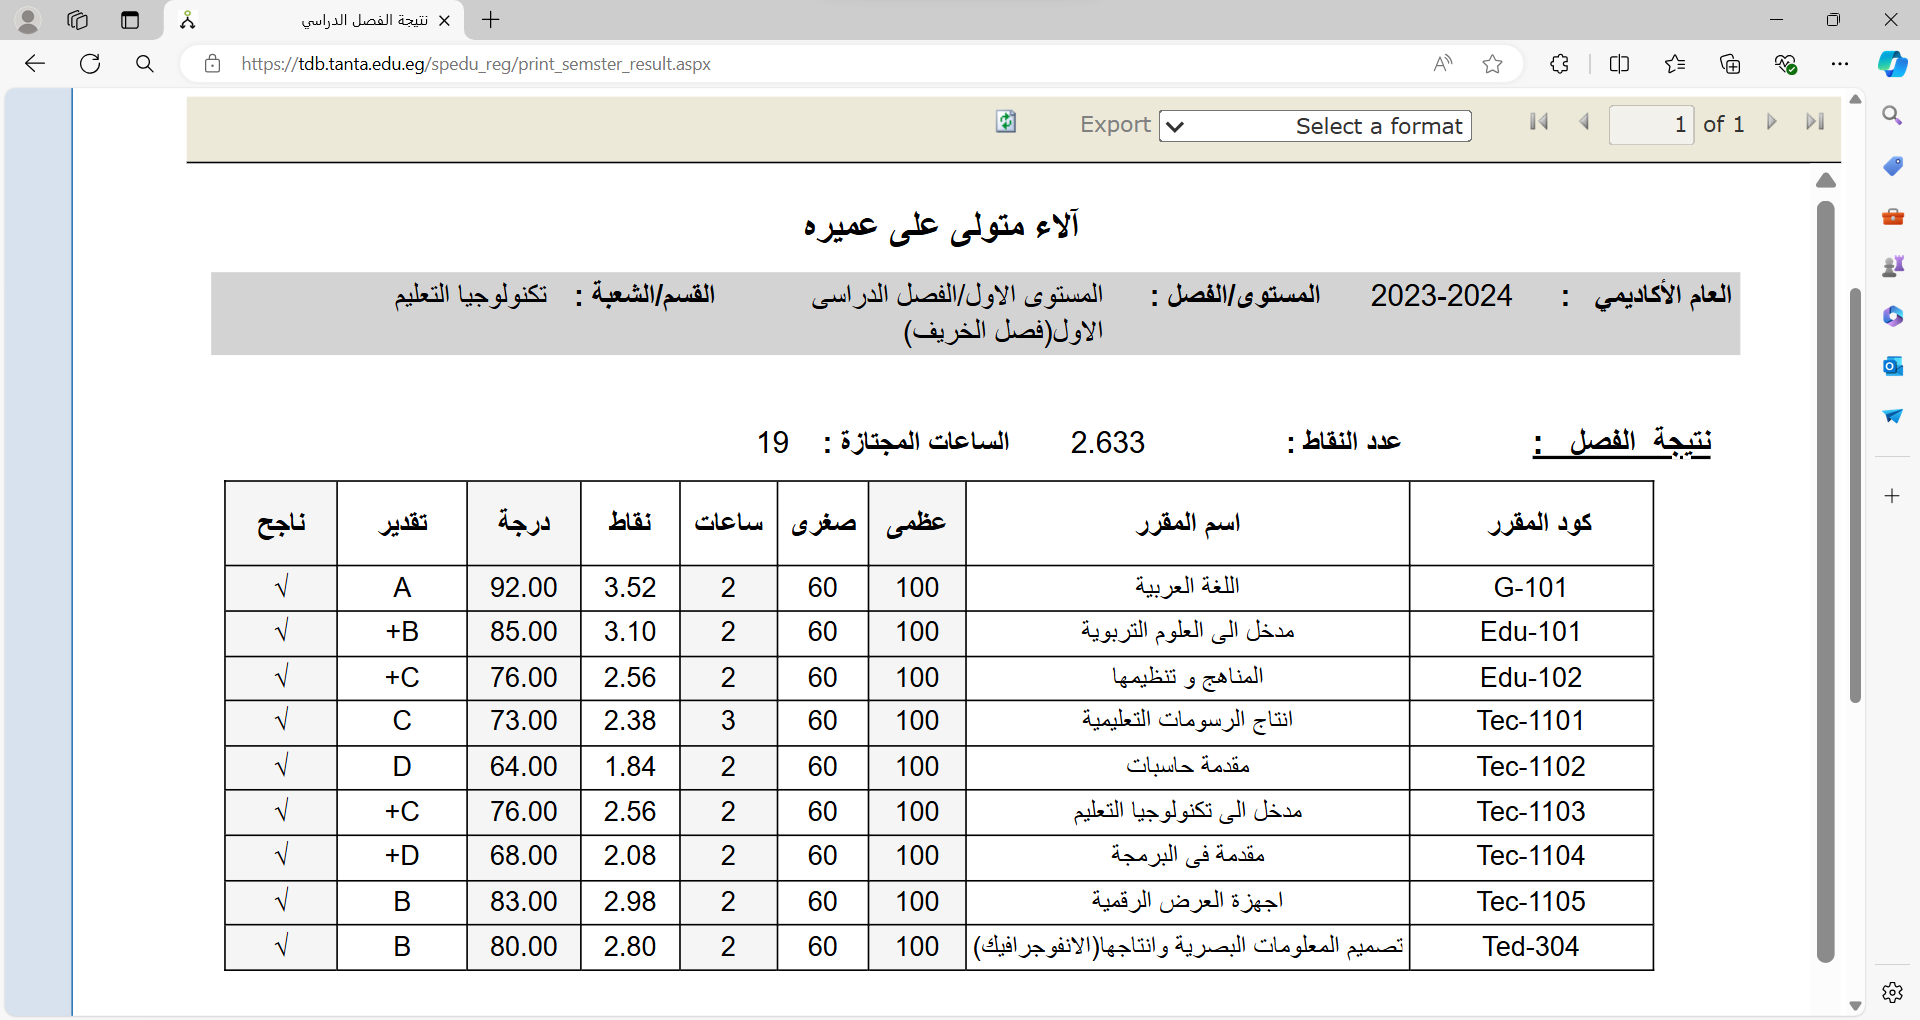 نتيجة الفصل الدراسي
https://tdb.tanta.edu.eg/spedu_reg/print_semster_result.aspx
Export Select a format 1 of 1
آلاء متولى على عميره
العام الأكاديمي : 2023-2024 المستوى/الفصل : المستوى الاول/الفصل الدراسى القسم/الشعبة : تكنولوجيا التعليم
الاول(فصل الخريف)
نتيجة الفصل : عدد النقاط : 2.633 الساعات المجتازة : 19
كود المقرر اسم المقرر عظمى صغرى ساعات نقاط درجة تقدير ناجح
G-101 اللغة العربية 100 60 2 3.52 92.00 A √
Edu-101 مدخل الى العلوم التربوية 100 60 2 3.10 85.00 +B √
Edu-102 المناهج و تنظيمها 100 60 2 2.56 76.00 +C √
Tec-1101 انتاج الرسومات التعليمية 100 60 3 2.38 73.00 C √
Tec-1102 مقدمة حاسبات 100 60 2 1.84 64.00 D √
Tec-1103 مدخل الى تكنولوجيا التعليم 100 60 2 2.56 76.00 +C √
Tec-1104 مقدمة فى البرمجة 100 60 2 2.08 68.00 +D √
Tec-1105 اجهزة العرض الرقمية 100 60 2 2.98 83.00 B √
Ted-304 تصميم المعلومات البصرية وانتاجها(الانفوجرافيك) 100 60 2 2.80 80.00 B √